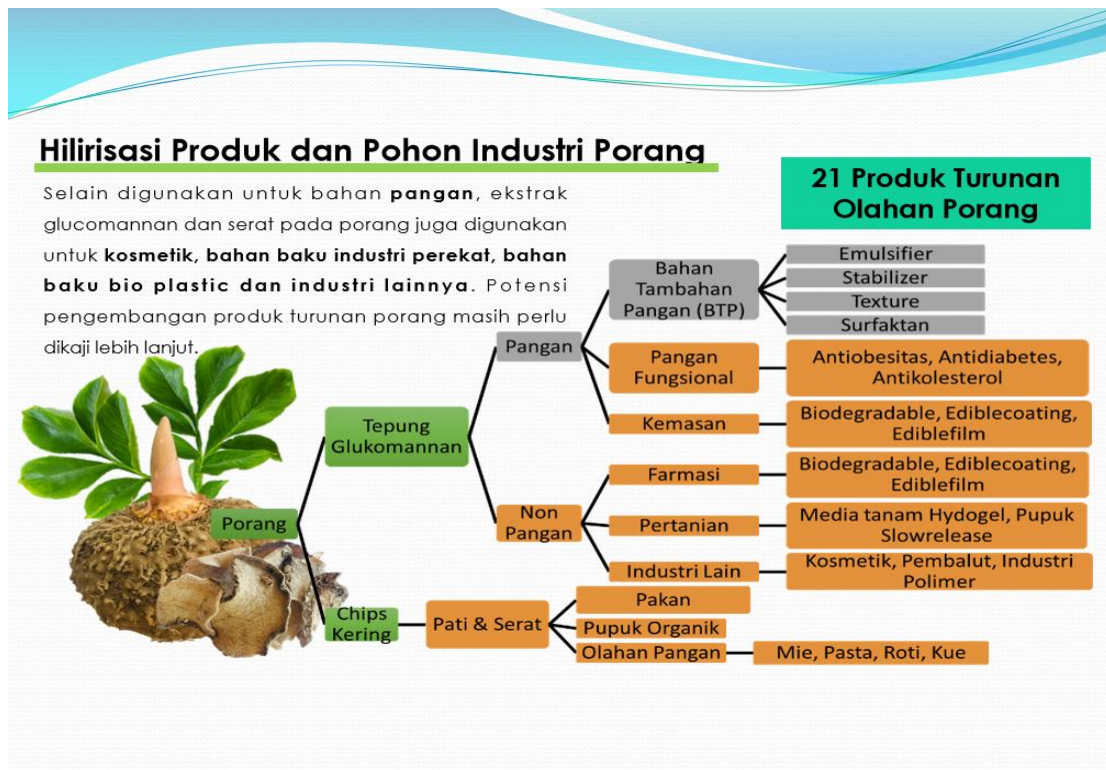 Hilirisasi Produk dan Pohon Industri Porang
Selain digunakan untuk bahan pangan, ekstrak
glucomannan dan serat pada porang juga digunakan
untuk kosmetik, bahan baku industri perekat, bahan
baku bio plastic dan industri lainnya. Potensi
pengembangan produk turunan porang masih perlu
dikaji lebih lanjut.
21 Produk Turunan
Olahan Porang
Porang
Tepung
Glukomannan
Pangan
Bahan
Tambahan
Pangan (BTP)
Emulsifier
Stabilizer
Texture
Surfaktan
Pangan
Fungsional
Antiobesitas, Antidiabetes,
Antikolesterol
Kemasan
Biodegradable, Ediblecoating,
Ediblefilm
Non
Pangan
Farmasi
Biodegradable, Ediblecoating,
Ediblefilm
Pertanian
Media tanam Hydogel, Pupuk
Slowrelease
Industri Lain
Kosmetik, Pembalut, Industri
Polimer
Chips
Kering
Pati & Serat
Pakan
Pupuk Organik
Olahan Pangan
Mie, Pasta, Roti, Kue